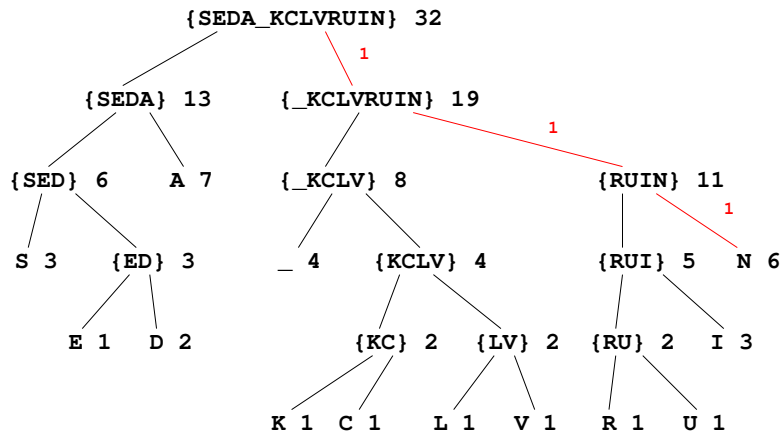 {SEDA_KCLVRUIN} 32
1
{SEDA} 13 {_KCLVRUIN} 19
1
{SED} 6 A 7 {_KCLV} 8 {RUIN} 11
1
S 3 {ED} 3 _ 4 {KCLV} 4 {RUI} 5 N 6
E 1 D 2 {KC} 2 {LV} 2 {RU} 2 I 3
K 1 C 1 L 1 V 1 R 1 U 1